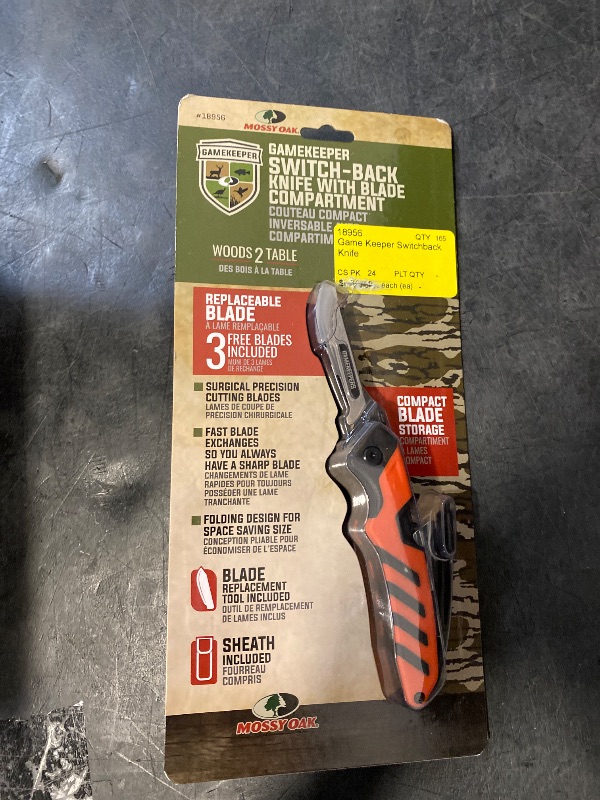 #18956
MOSSY OAK
GAMEKEEPER
GAMEKEEPER
SWITCH-BACK
KNIFE WITH BLADE
COMPARTMENT
COUTEAU COMPACT
INVERSABLE
COMPARTIM
WOODS 2 TABLE
DES BOIS À LA TABLE
18956 QTY 165
Game Keeper Switchback
Knife
CS PK 24 PLT QTY -
each (ea) -
REPLACEABLE
BLADE
A LAME REMPLAÇABLE
3 FREE BLADES
INCLUDED
MUNI DE 3 LAMES
DE RECHANGE
GAMEKEEPER
SURGICAL PRECISION
CUTTING BLADES
LAMES DE COUPE DE
PRÉCISION CHIRURGICALE
COMPACT
BLADE
STORAGE
COMPARTIMENT
À LAMES
COMPACT
FAST BLADE
EXCHANGES
SO YOU ALWAYS
HAVE A SHARP BLADE
CHANGEMENTS DE LAME
RAPIDES POUR TOUJOURS
POSSÉDER UNE LAME
TRANCHANTE
FOLDING DESIGN FOR
SPACE SAVING SIZE
CONCEPTION PLIABLE POUR
ÉCONOMISER DE L'ESPACE
BLADE
REPLACEMENT
TOOL INCLUDED
OUTIL DE REMPLACEMENT
DE LAMES INCLUS
SHEATH
INCLUDED
FOURREAU
COMPRIS
MOSSY OAK